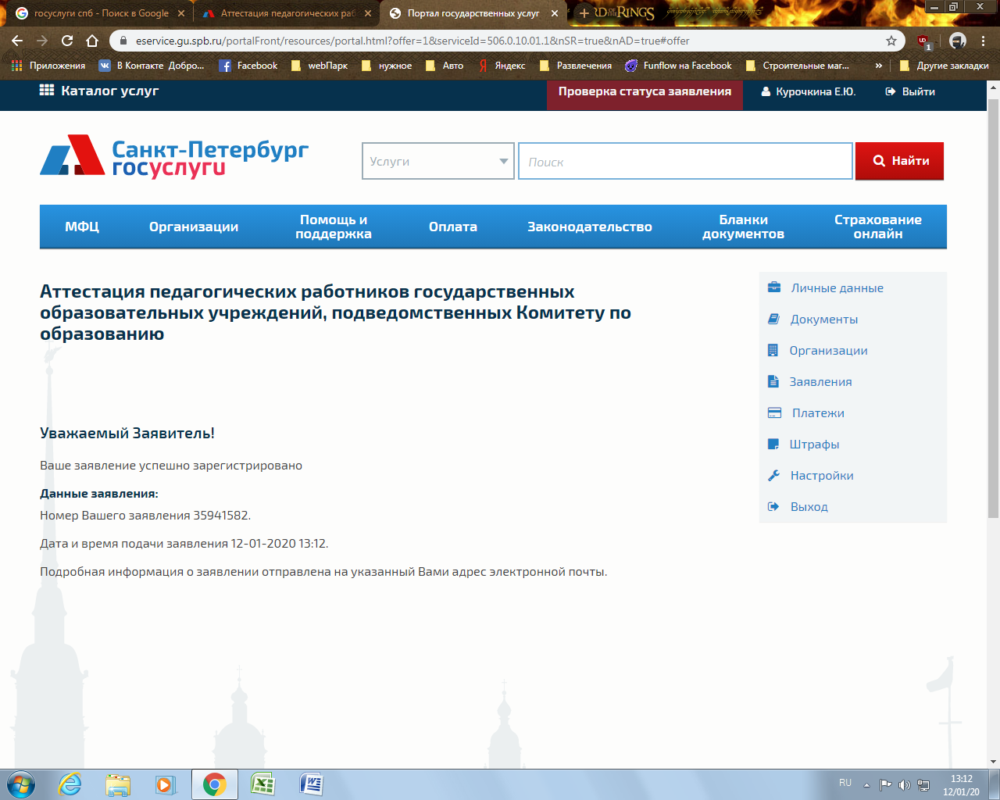 госуслуги спб - Поиск в Google
Аттестация педагогических раб
Портал государственных услуг
RD OF THE RINGS
eservice.gu.spb.ru/portalFront/resources/portal.html?offer=1&serviceId=506.0.10.01.1&nSR=true&nAD=true#offer
1
Приложения
В Контакте Добро...
Facebook
webПарк
нужное
Авто
Яндекс
Развлечения
Funflow на Facebook
Строительные маг...
»
Другие закладки
Каталог услуг
Проверка статуса заявления
Курочкина Е.Ю.
Выйти
Санкт-Петербург
госуслуги
Услуги
Поиск
Найти
МФЦ
Организации
Помощь и
поддержка
Оплата
Законодательство
Бланки
документов
Страхование
онлайн
Аттестация педагогических работников государственных
образовательных учреждений, подведомственных Комитету по
образованию
Уважаемый Заявитель!
Ваше заявление успешно зарегистрировано
Данные заявления:
Номер Вашего заявления 35941582.
Дата и время подачи заявления 12-01-2020 13:12.
Подробная информация о заявлении отправлена на указанный Вами адрес электронной почты.
Личные данные
Документы
Организации
Заявления
Платежи
Штрафы
Настройки
Выход
RU
13:12
12/01/20